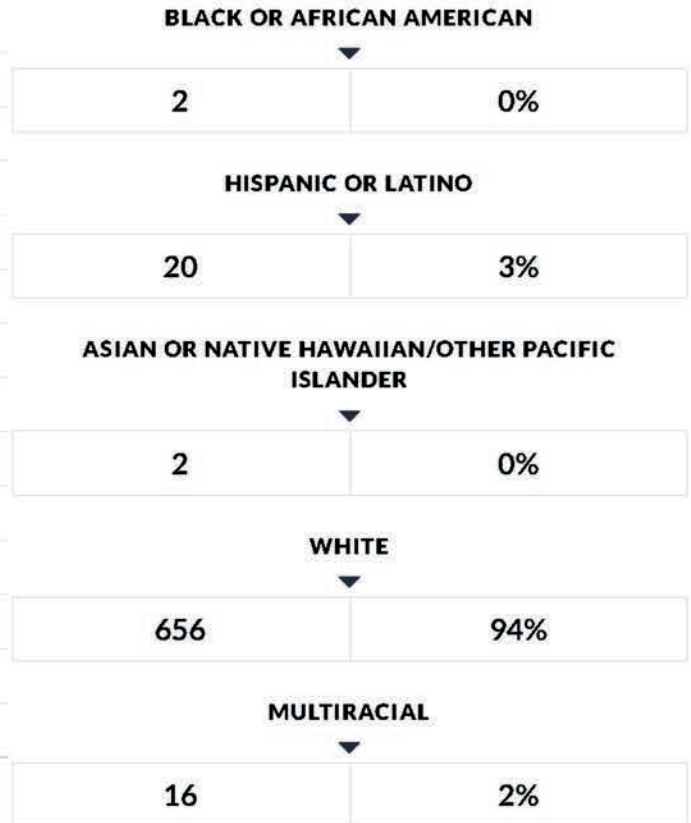 BLACK OR AFRICAN AMERICAN
2 0%
HISPANIC OR LATINO
20 3%
ASIAN OR NATIVE HAWAIIAN/OTHER PACIFIC
ISLANDER
2 0%
WHITE
656 94%
MULTIRACIAL
16 2%